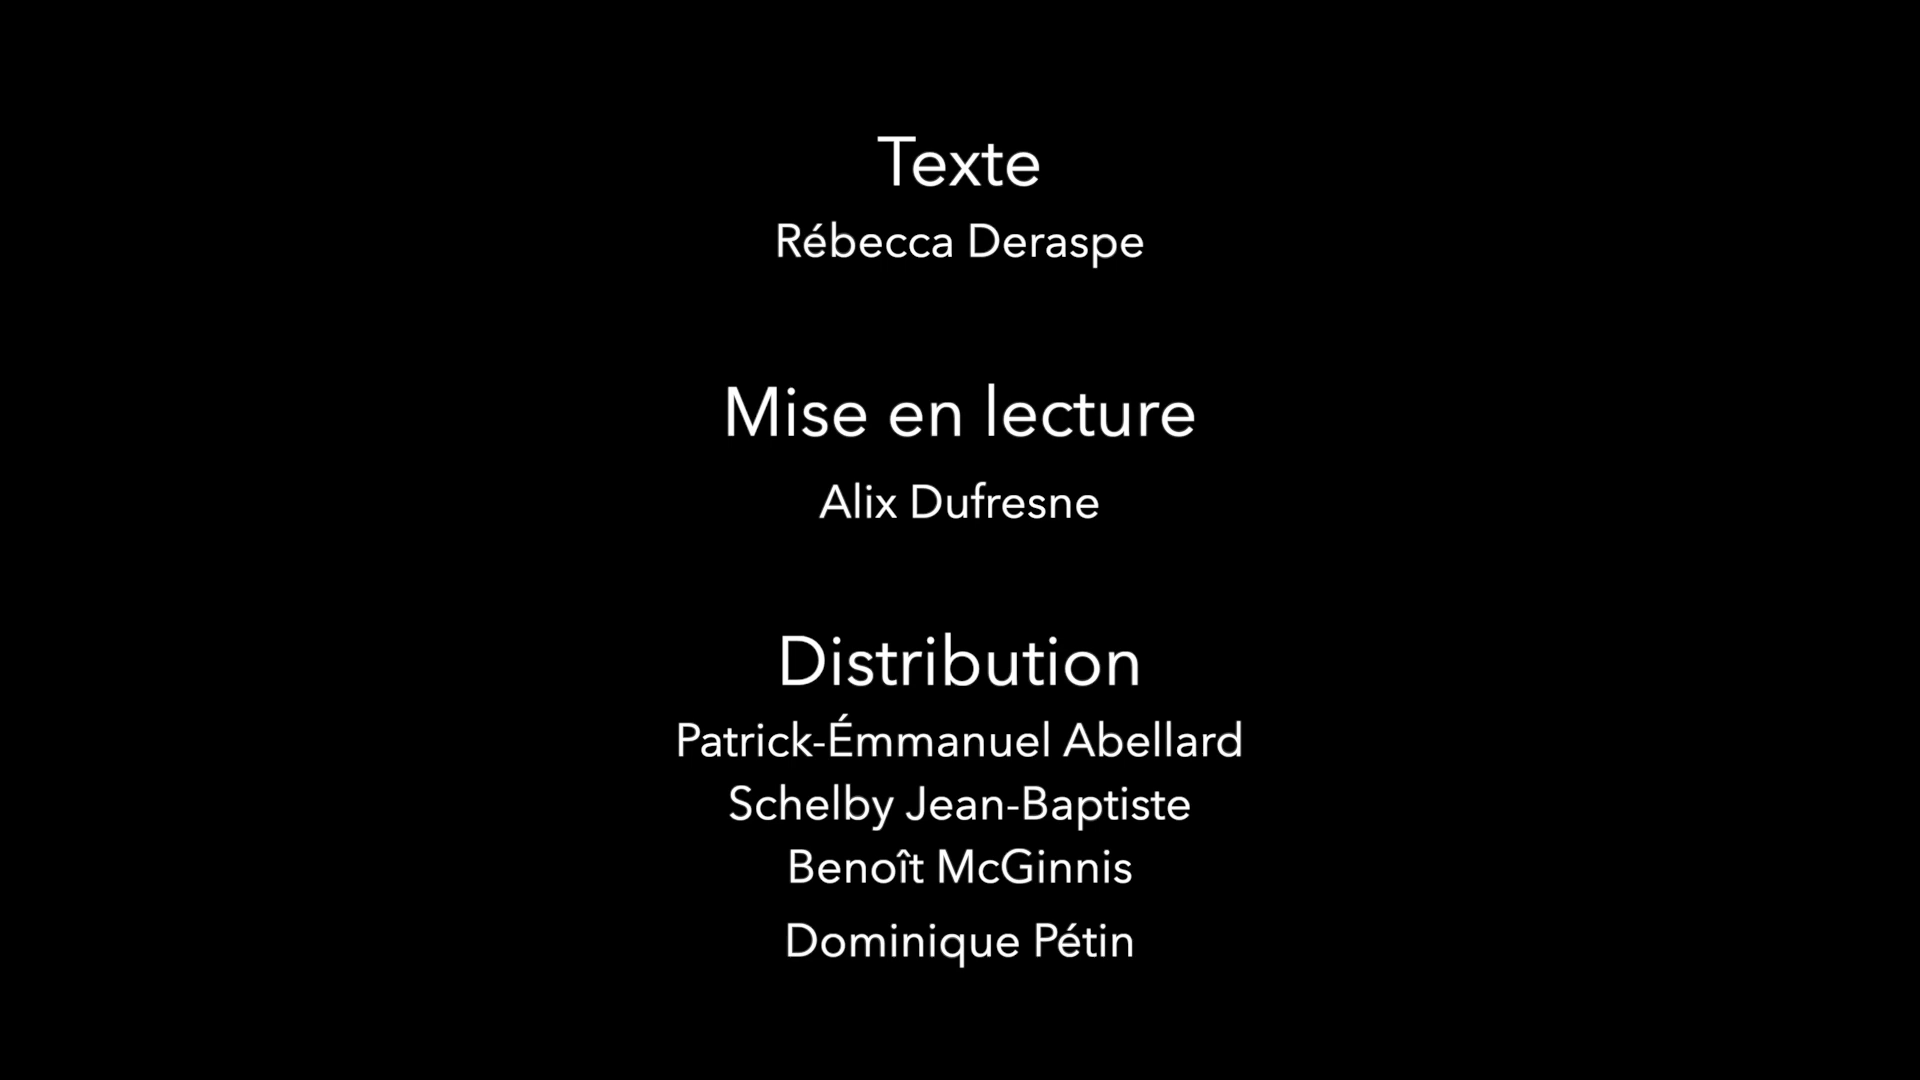 Texte
Rébecca Deraspe
Mise en lecture
Alix Dufresne
Distribution
Patrick-Émmanuel Abellard
Schelby Jean-Baptiste
Benoît McGinnis
Dominique Pétin